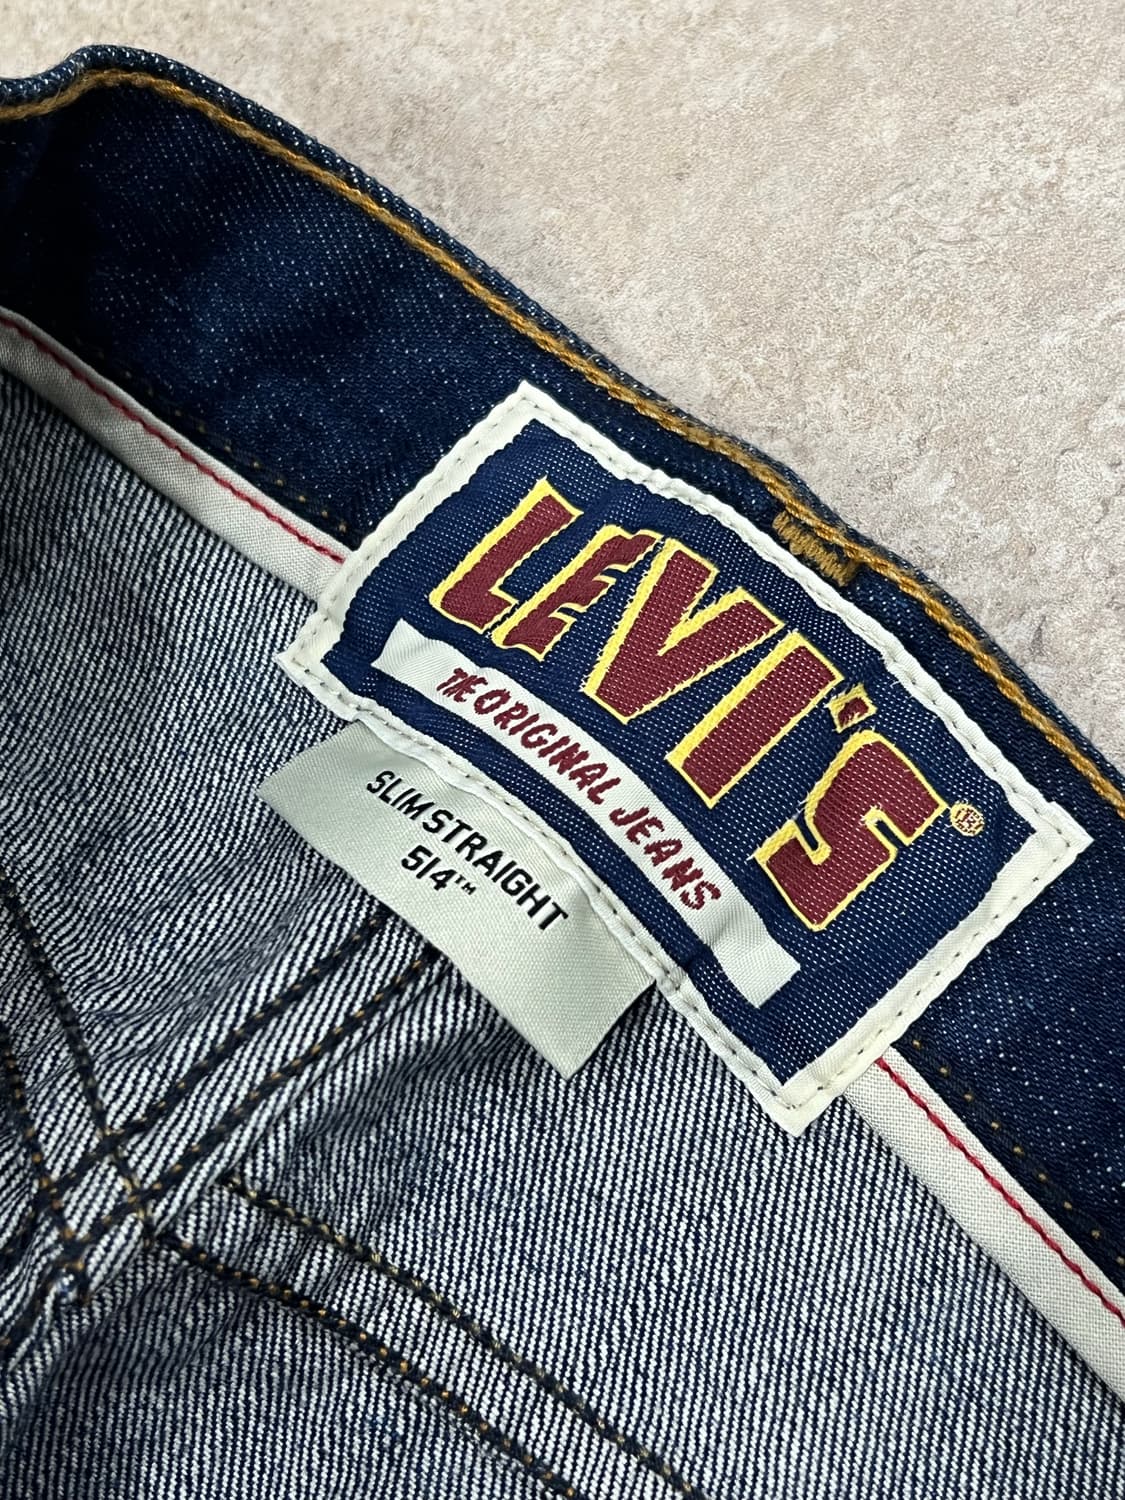 LEVI'S®
THE ORIGINAL JEANS
SLIM STRAIGHT
514™